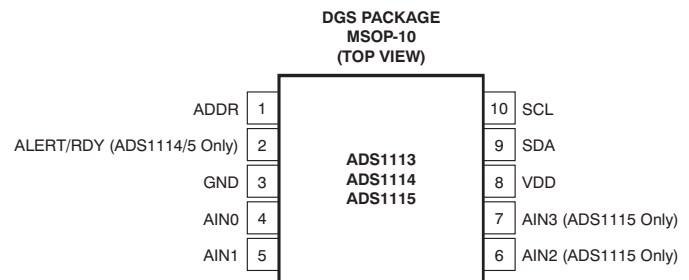 DGS PACKAGE
MSOP-10
(TOP VIEW)
ADDR 1 10 SCL
ALERT/RDY (ADS1114/5 Only) 2 9 SDA
ADS1113
GND 3 8 VDD
ADS1114
ADS1115
AIN0 4 7 AIN3 (ADS1115 Only)
AIN1 5 6 AIN2 (ADS1115 Only)